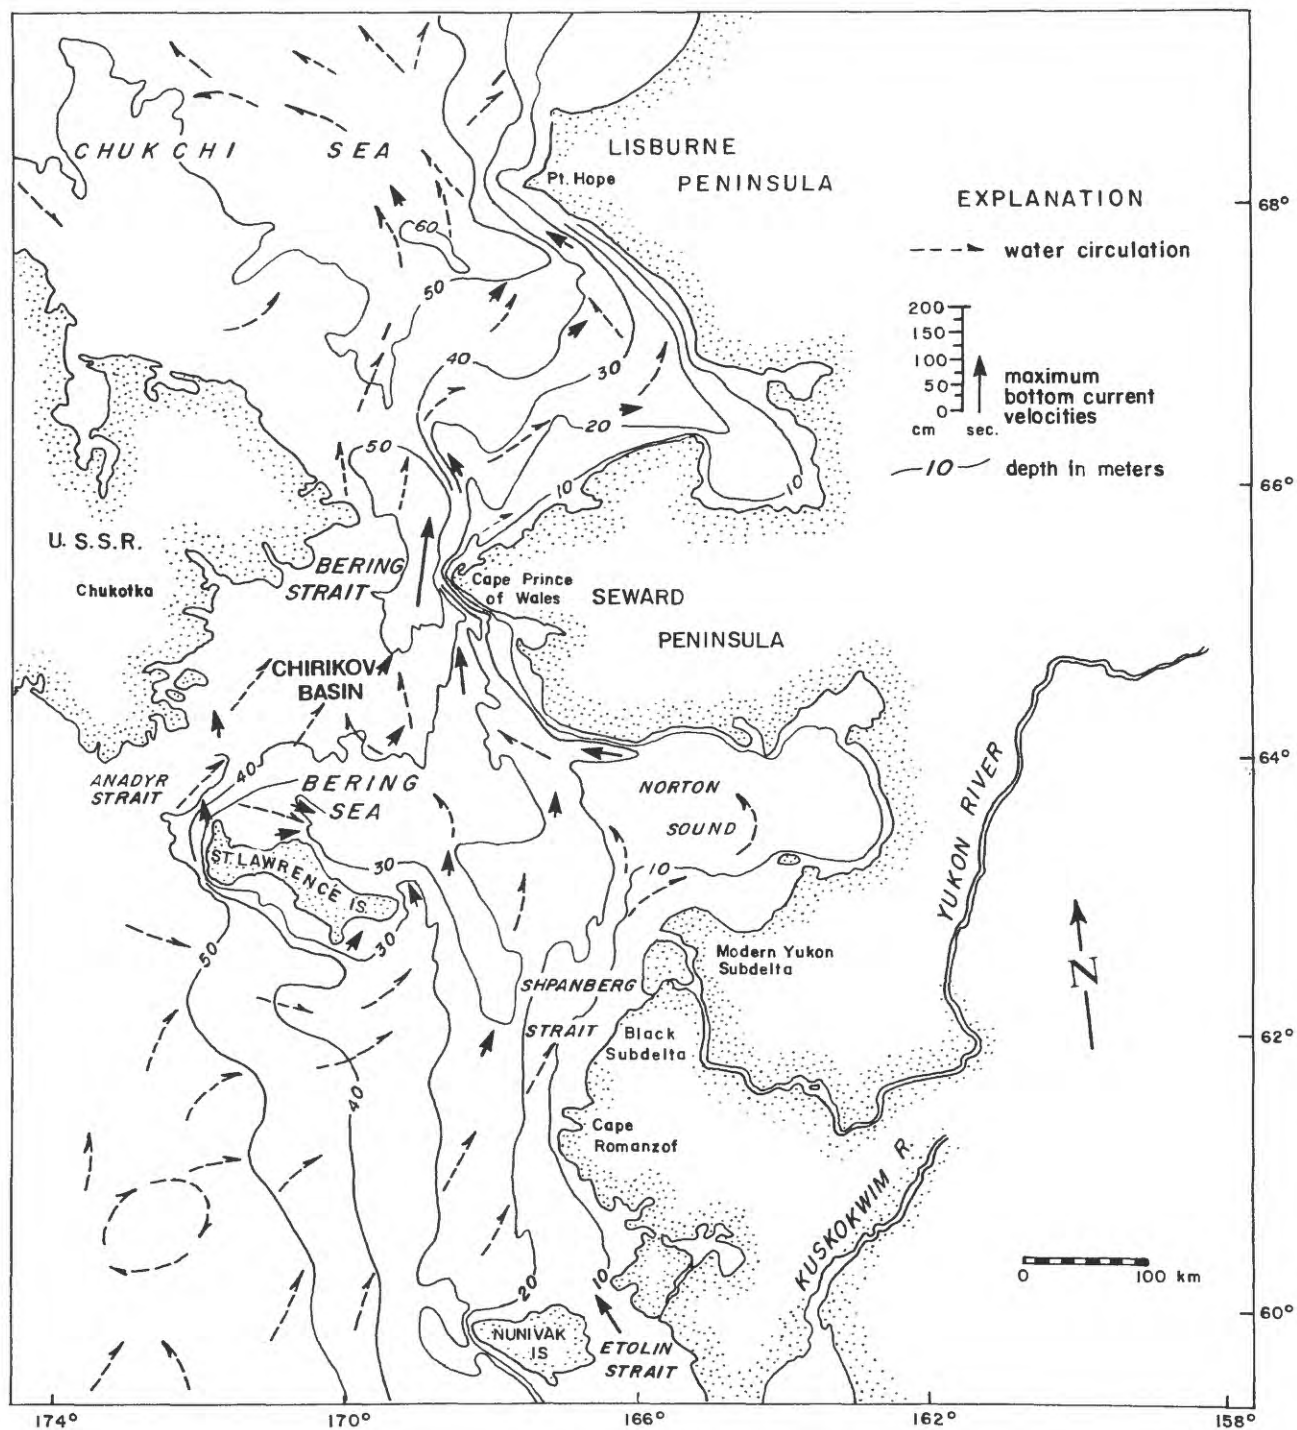 CHUKCHI SEA
LISBURNE
PENINSULA
Pt. Hope
68°
EXPLANATION
water circulation
200
150
100
50
0
cm sec.
maximum
bottom current
velocities
10
depth in meters
60
50
40
30
20
50
10
10
66°
U.S.S.R.
Chukotka
BERING
STRAIT
Cape Prince
of Wales
SEWARD
PENINSULA
CHIRIKOV
BASIN
64°
ANADYR
STRAIT
40
BERING
SEA
NORTON
SOUND
YUKON RIVER
ST. LAWRENCE IS
30
10
50
30
Modern Yukon
Subdelta
N
SHPANBERG
STRAIT
Black
Subdelta
62°
40
Cape
Romanzof
KUSKOKWIM R.
0 100 km
20
10
60°
NUNIVAK
IS
ETOLIN
STRAIT
174° 170° 166° 162° 158°